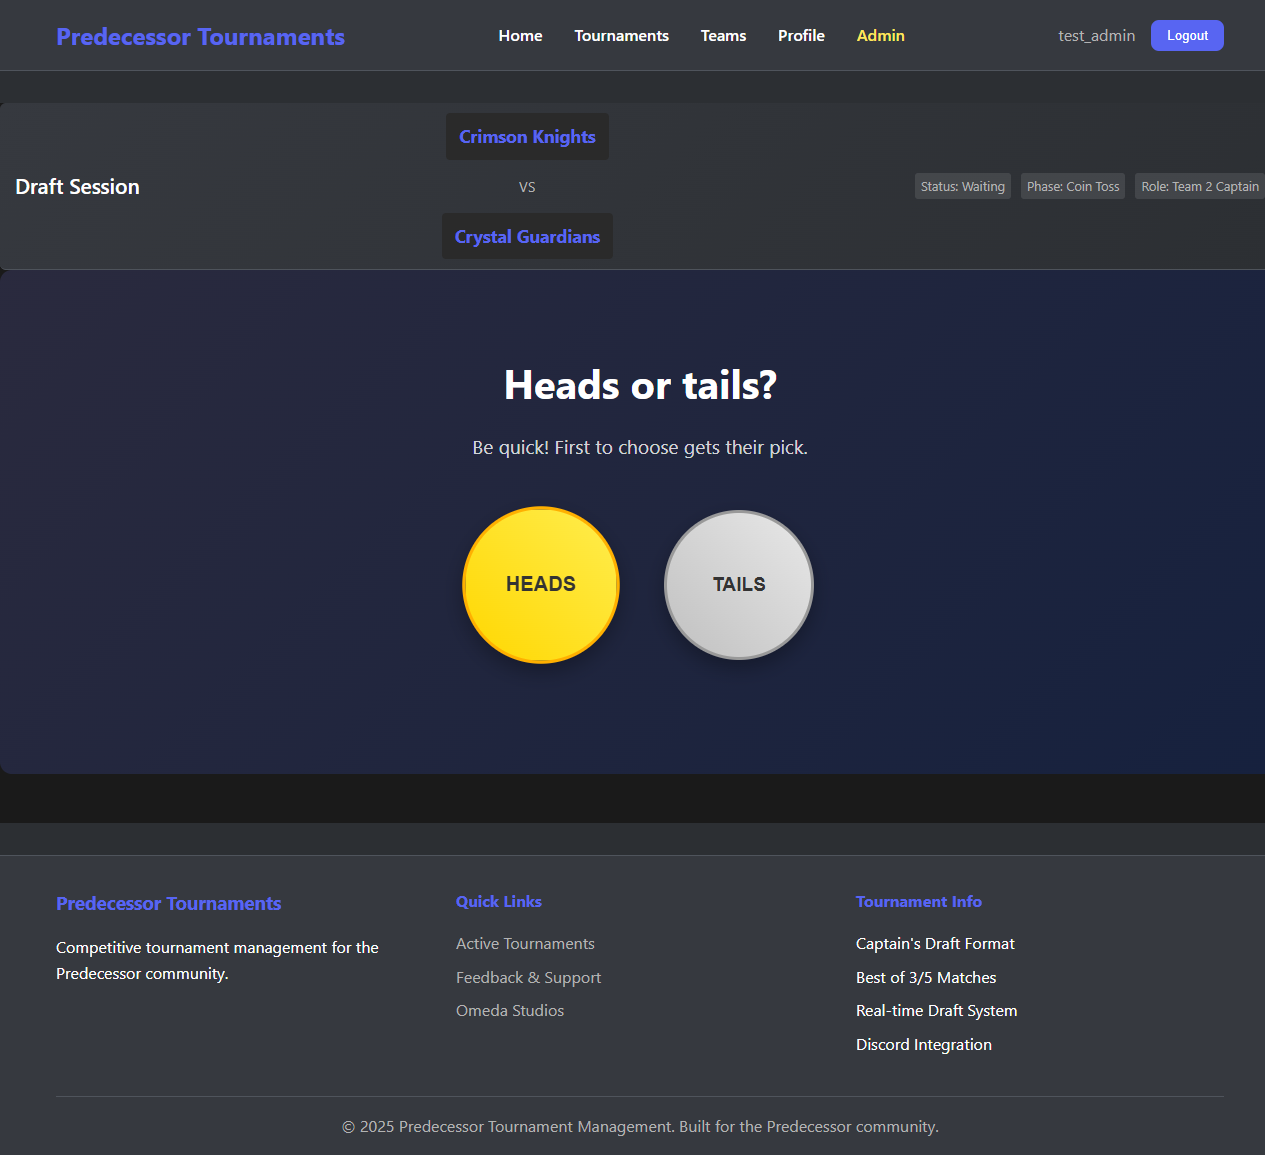 Predecessor Tournaments
Home Tournaments Teams Profile Admin
test_admin Logout
Crimson Knights
Draft Session
VS
Status: Waiting Phase: Coin Toss Role: Team 2 Captain
Crystal Guardians
Heads or tails?
Be quick! First to choose gets their pick.
HEADS TAILS
Predecessor Tournaments
Competitive tournament management for the
Predecessor community.
Quick Links
Active Tournaments
Feedback & Support
Omeda Studios
Tournament Info
Captain's Draft Format
Best of 3/5 Matches
Real-time Draft System
Discord Integration
© 2025 Predecessor Tournament Management. Built for the Predecessor community.